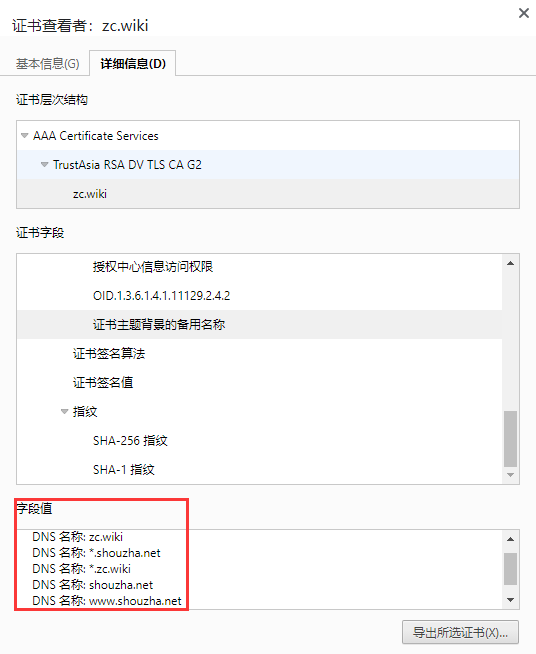 证书查看者：zc.wiki
基本信息(G)
详细信息(D)
证书层次结构
AAA Certificate Services
TrustAsia RSA DV TLS CA G2
zc.wiki
证书字段
授权中心信息访问权限
OID.1.3.6.1.4.1.11129.2.4.2
证书主题背景的备用名称
证书签名算法
证书签名值
指纹
SHA-256 指纹
SHA-1 指纹
字段值
DNS 名称: zc.wiki
DNS 名称: *.shouzha.net
DNS 名称: *.zc.wiki
DNS 名称: shouzha.net
DNS 名称: www.shouzha.net
导出所选证书(X)...